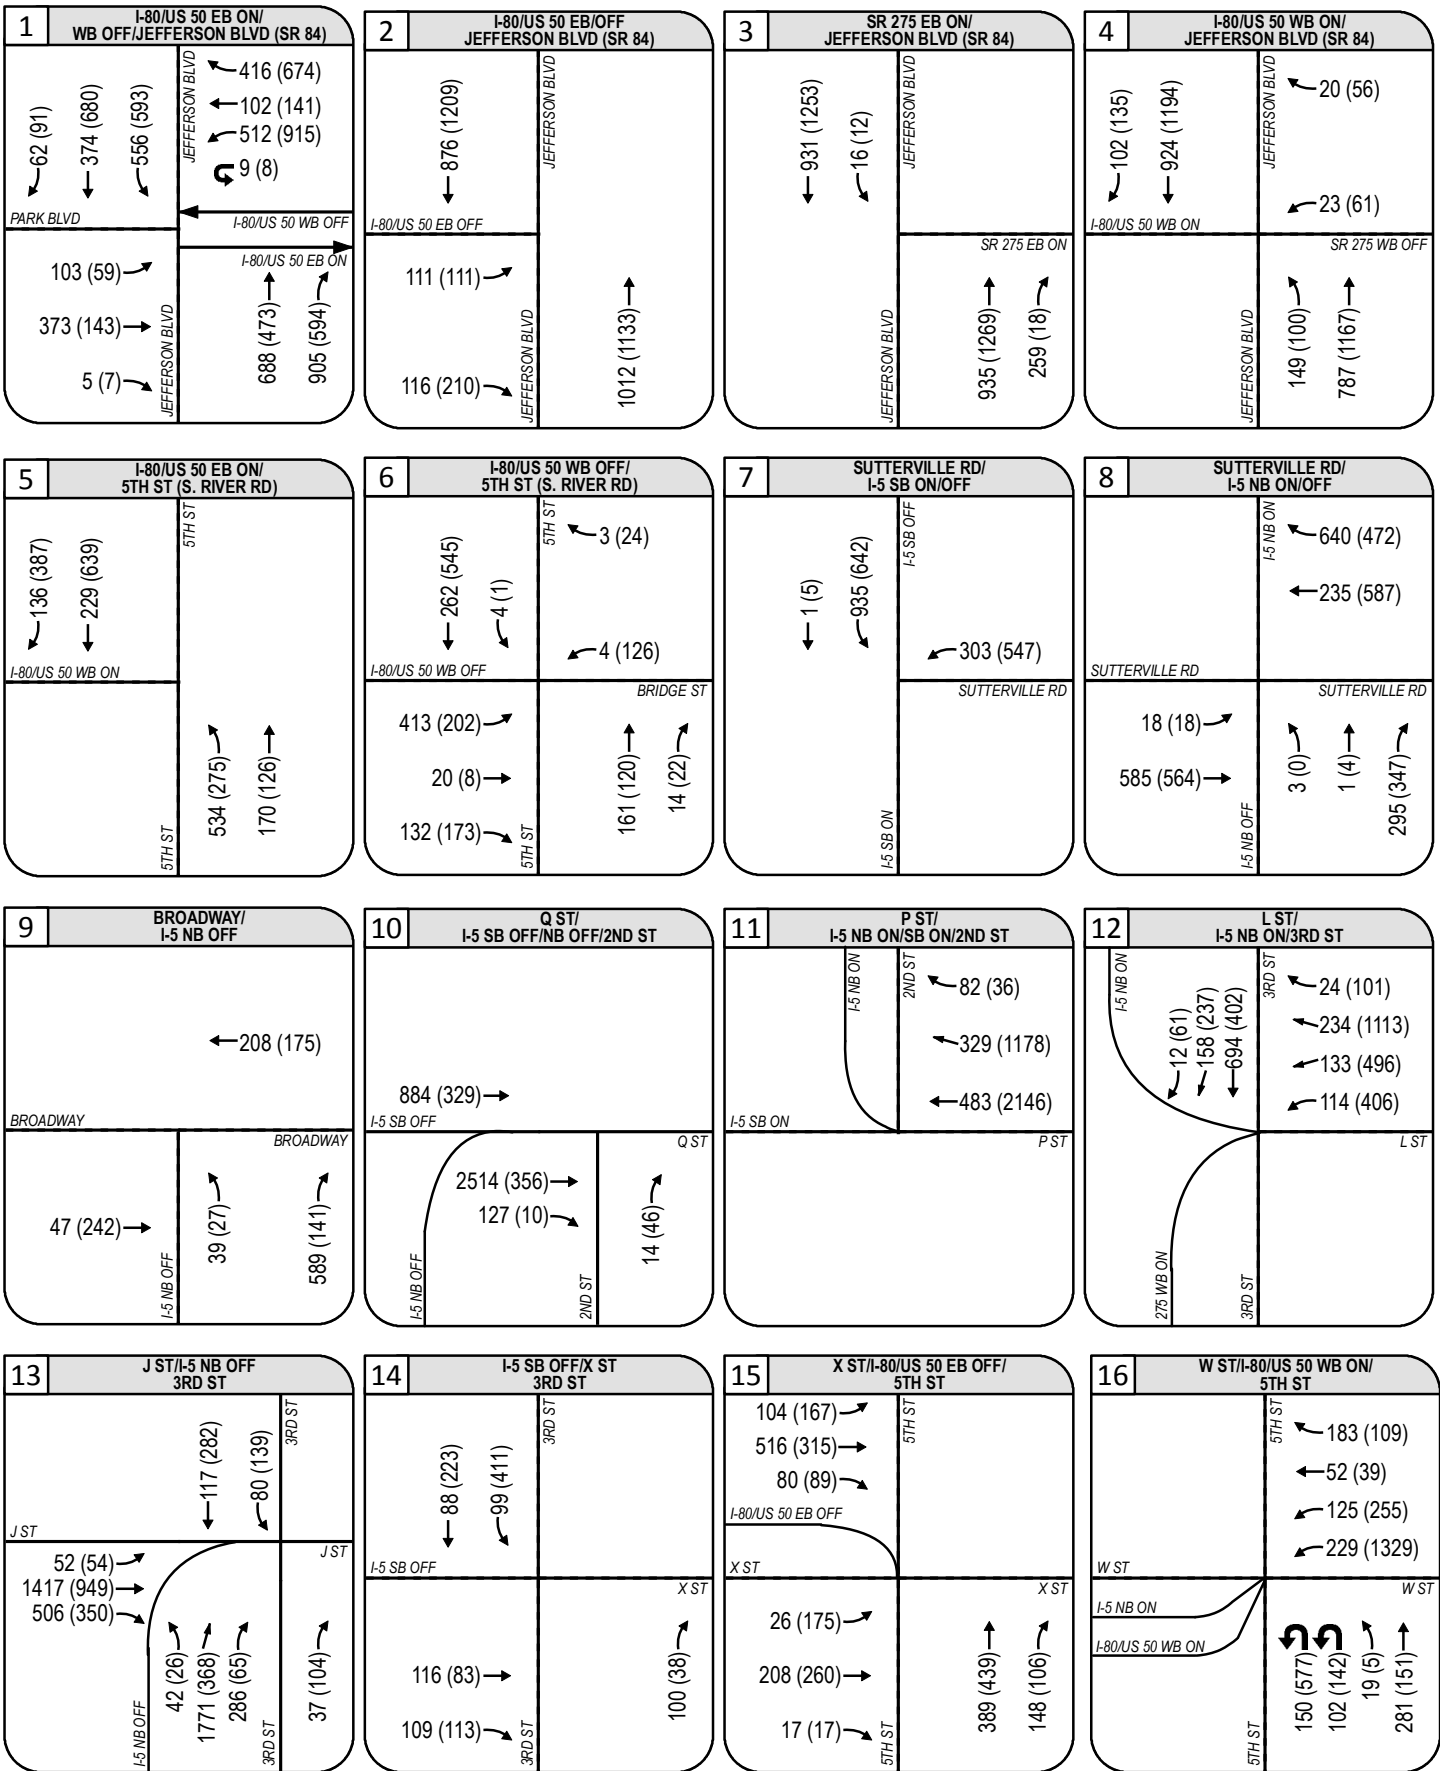 1
I-80/US 50 EB ON/
WB OFF/JEFFERSON BLVD (SR 84)
62 (91)
374 (680)
556 (593)
JEFFERSON BLVD
416 (674)
102 (141)
512 (915)
9 (8)
PARK BLVD
I-80/US 50 WB OFF
I-80/US 50 EB ON
103 (59)
373 (143)
5 (7)
JEFFERSON BLVD
688 (473)
905 (594)
2
I-80/US 50 EB/OFF
JEFFERSON BLVD (SR 84)
876 (1209)
JEFFERSON BLVD
I-80/US 50 EB OFF
111 (111)
116 (210)
JEFFERSON BLVD
1012 (1133)
3
SR 275 EB ON/
JEFFERSON BLVD (SR 84)
931 (1253)
16 (12)
JEFFERSON BLVD
SR 275 EB ON
JEFFERSON BLVD
935 (1269)
259 (18)
4
I-80/US 50 WB ON/
JEFFERSON BLVD (SR 84)
102 (135)
924 (1194)
JEFFERSON BLVD
20 (56)
23 (61)
I-80/US 50 WB ON
SR 275 WB OFF
JEFFERSON BLVD
149 (100)
787 (1167)
5
I-80/US 50 EB ON/
5TH ST (S. RIVER RD)
136 (387)
229 (639)
5TH ST
I-80/US 50 WB ON
5TH ST
534 (275)
170 (126)
6
I-80/US 50 WB OFF/
5TH ST (S. RIVER RD)
262 (545)
4 (1)
5TH ST
3 (24)
4 (126)
I-80/US 50 WB OFF
BRIDGE ST
413 (202)
20 (8)
132 (173)
5TH ST
161 (120)
14 (22)
7
SUTTERVILLE RD/
I-5 SB ON/OFF
1 (5)
935 (642)
I-5 SB OFF
303 (547)
SUTTERVILLE RD
I-5 SB ON
8
SUTTERVILLE RD/
I-5 NB ON/OFF
I-5 NB ON
640 (472)
235 (587)
SUTTERVILLE RD
SUTTERVILLE RD
18 (18)
585 (564)
I-5 NB OFF
3 (0)
1 (4)
295 (347)
9
BROADWAY/
I-5 NB OFF
208 (175)
BROADWAY
BROADWAY
47 (242)
I-5 NB OFF
39 (27)
589 (141)
10
Q ST/
I-5 SB OFF/NB OFF/2ND ST
884 (329)
I-5 SB OFF
Q ST
2514 (356)
127 (10)
I-5 NB OFF
2ND ST
14 (46)
11
P ST/
I-5 NB ON/SB ON/2ND ST
I-5 NB ON
2ND ST
82 (36)
329 (1178)
483 (2146)
I-5 SB ON
P ST
12
L ST/
I-5 NB ON/3RD ST
I-5 NB ON
12 (61)
158 (237)
694 (402)
3RD ST
24 (101)
234 (1113)
133 (496)
114 (406)
L ST
275 WB ON
3RD ST
13
J ST/I-5 NB OFF
3RD ST
117 (282)
80 (139)
3RD ST
J ST
J ST
52 (54)
1417 (949)
506 (350)
I-5 NB OFF
42 (26)
1771 (368)
286 (65)
3RD ST
37 (104)
14
I-5 SB OFF/X ST
3RD ST
88 (223)
99 (411)
3RD ST
I-5 SB OFF
X ST
116 (83)
109 (113)
3RD ST
100 (38)
15
X ST/I-80/US 50 EB OFF/
5TH ST
104 (167)
516 (315)
80 (89)
5TH ST
I-80/US 50 EB OFF
X ST
X ST
26 (175)
208 (260)
17 (17)
5TH ST
389 (439)
148 (106)
16
W ST/I-80/US 50 WB ON/
5TH ST
5TH ST
183 (109)
52 (39)
125 (255)
229 (1329)
W ST
W ST
I-5 NB ON
I-80/US 50 WB ON
5TH ST
150 (577)
102 (142)
19 (5)
281 (151)